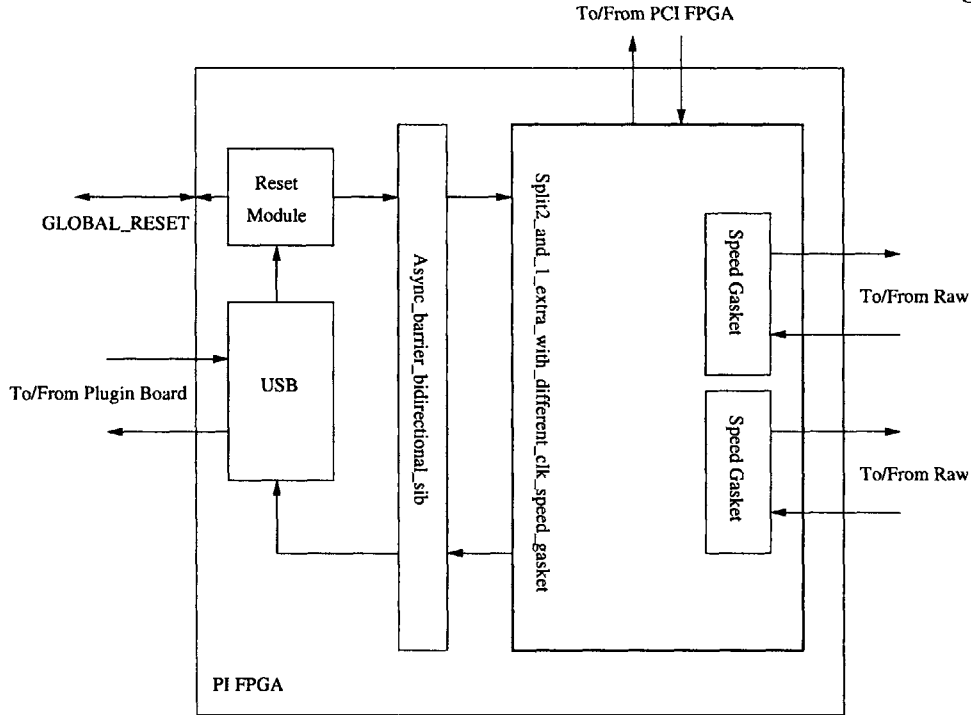 To/From PCI FPGA
Reset
Module
GLOBAL_RESET
Async_barrier_bidirectional_sib
Split2_and_1_extra_with_different_clk_speed_gasket
Speed Gasket
To/From Raw
USB
To/From Plugin Board
Speed Gasket
To/From Raw
PI FPGA